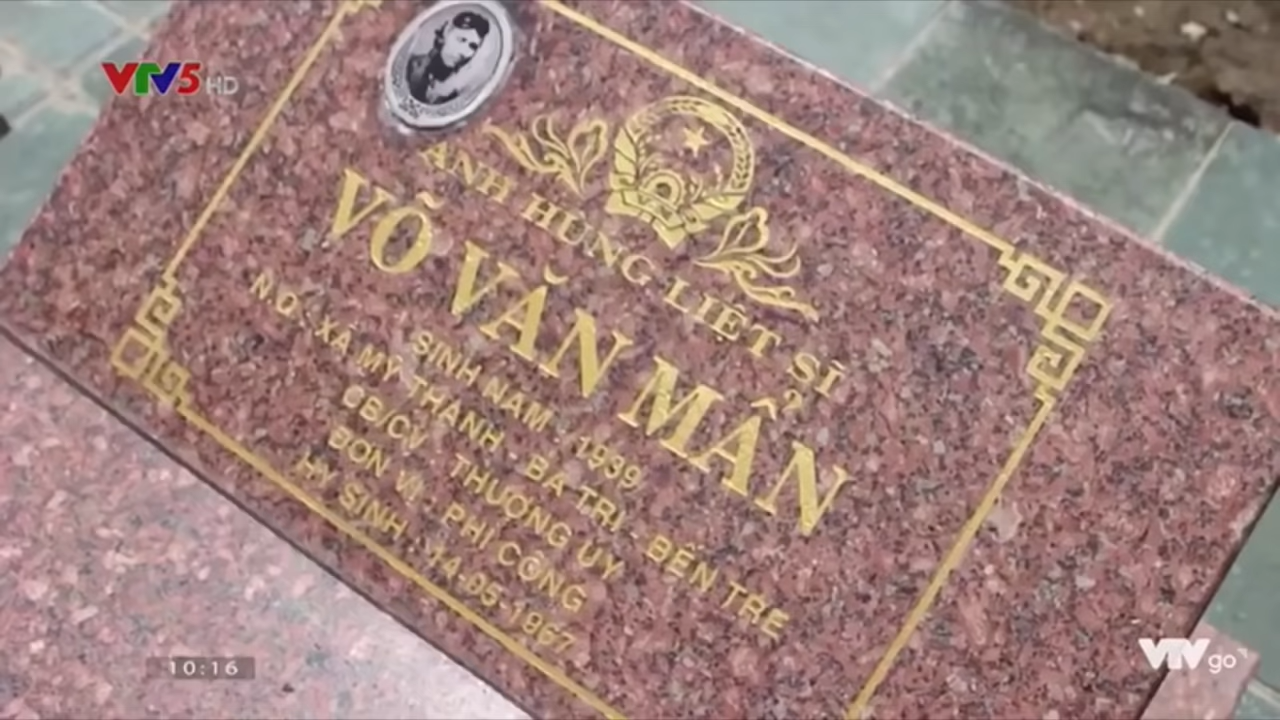 VTV5 HD
ANH HÙNG LIỆT SĨ
VÕ VĂN MẪN
SINH NĂM - 1939
N.Q - XÃ MỸ THẠNH - BA TRI - BẾN TRE
CB/CV - THƯỢNG ÚY
ĐƠN VỊ - PHI CÔNG
HY SINH - 14-05-1967
10:16
VTV go